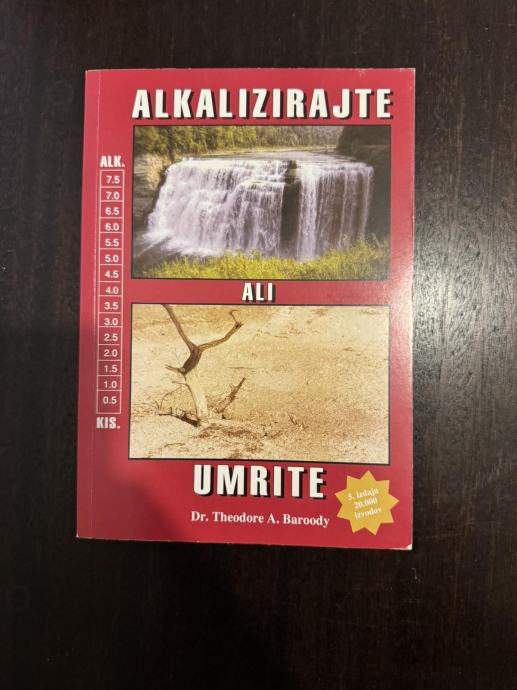 ALKALIZIRAJTE
ALK.
7.5
7.0
6.5
6.0
5.5
5.0
4.5
4.0
3.5
3.0
2.5
2.0
1.5
1.0
0.5
KIS.
ALI
UMRITE
Dr. Theodore A. Baroody
5. izdaja
20.000
izvodov